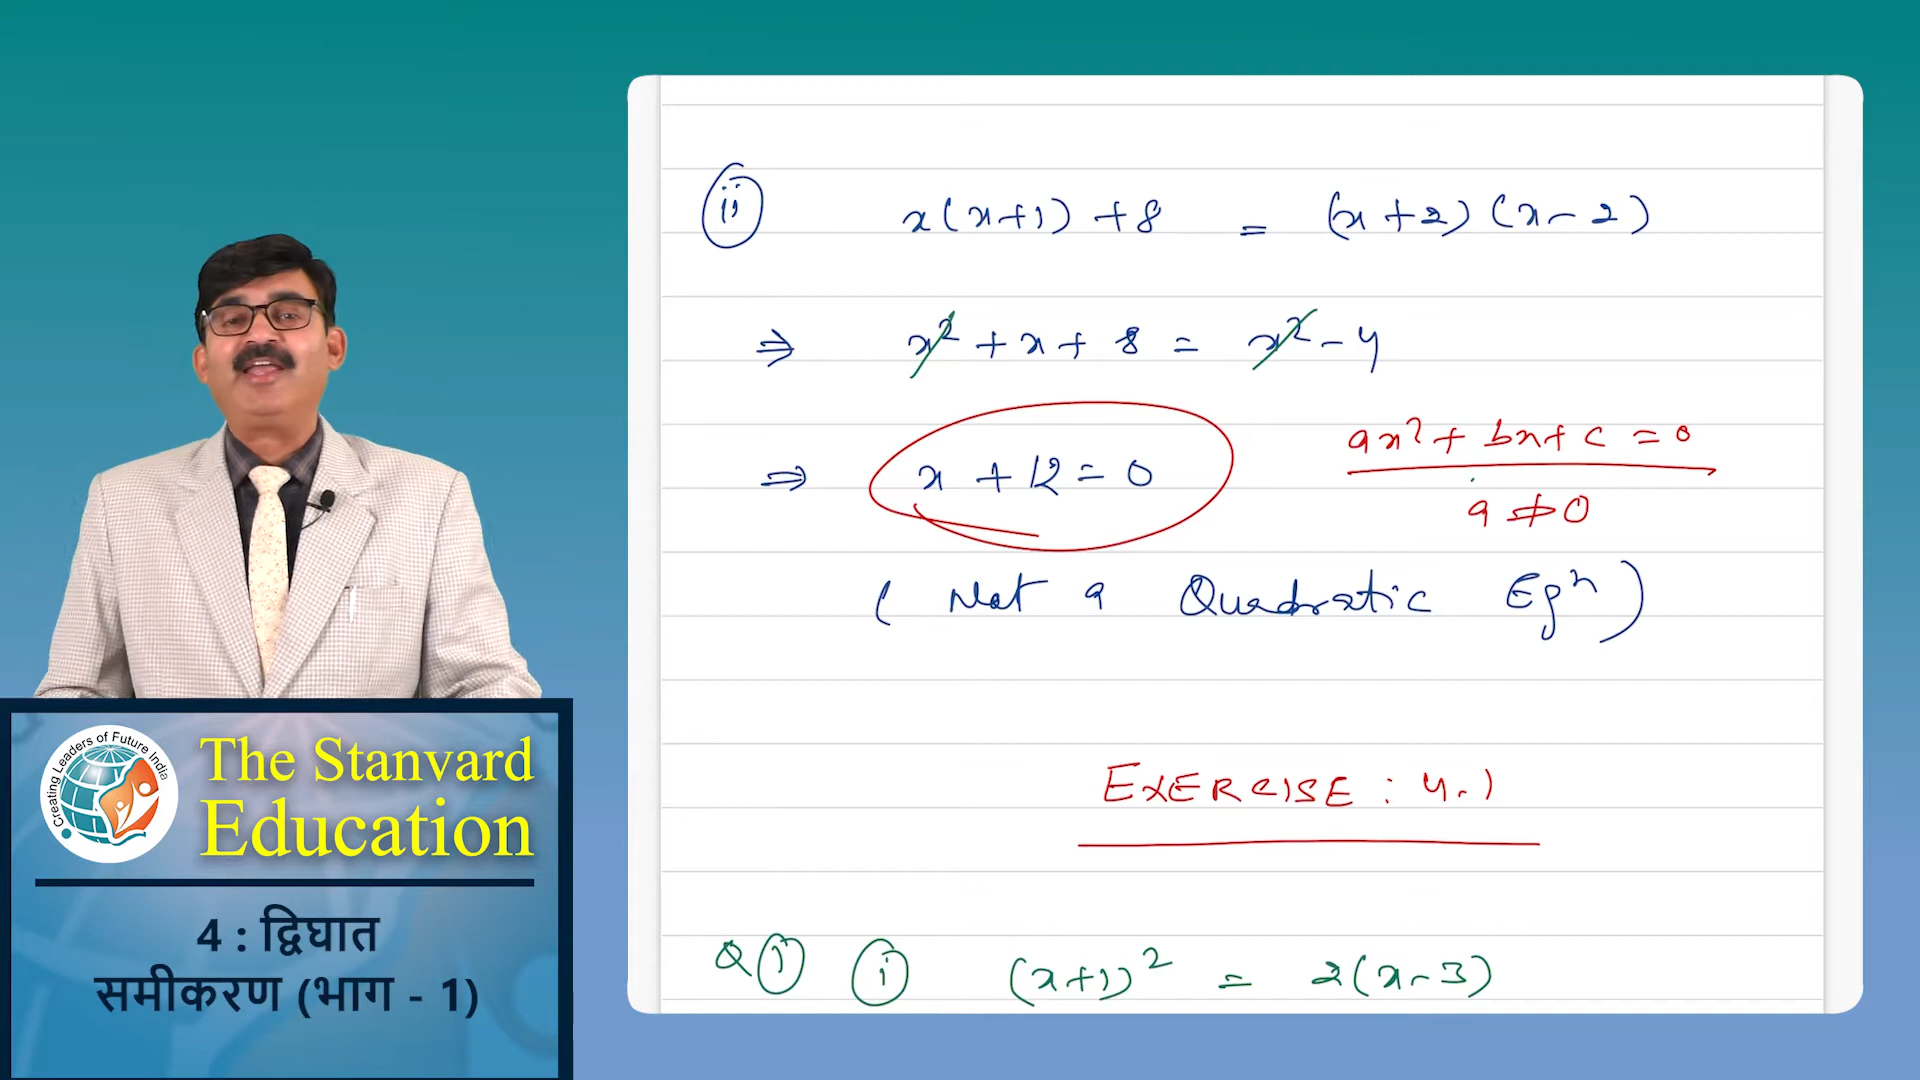 ii) x(x+1) +8 = (x+2)(x-2)
⇒ x² + x + 8 = x² - 4
⇒ x + 12 = 0
ax² + bx + c = 0
a ≠ 0
( Not a Quadratic Eqn )
EXERCISE : 4.1
Q (1) (i) (x+1)² = 2(x-3)
Creating Leaders of Future India
The Stanvard
Education
4 : द्विघात
समीकरण (भाग - 1)